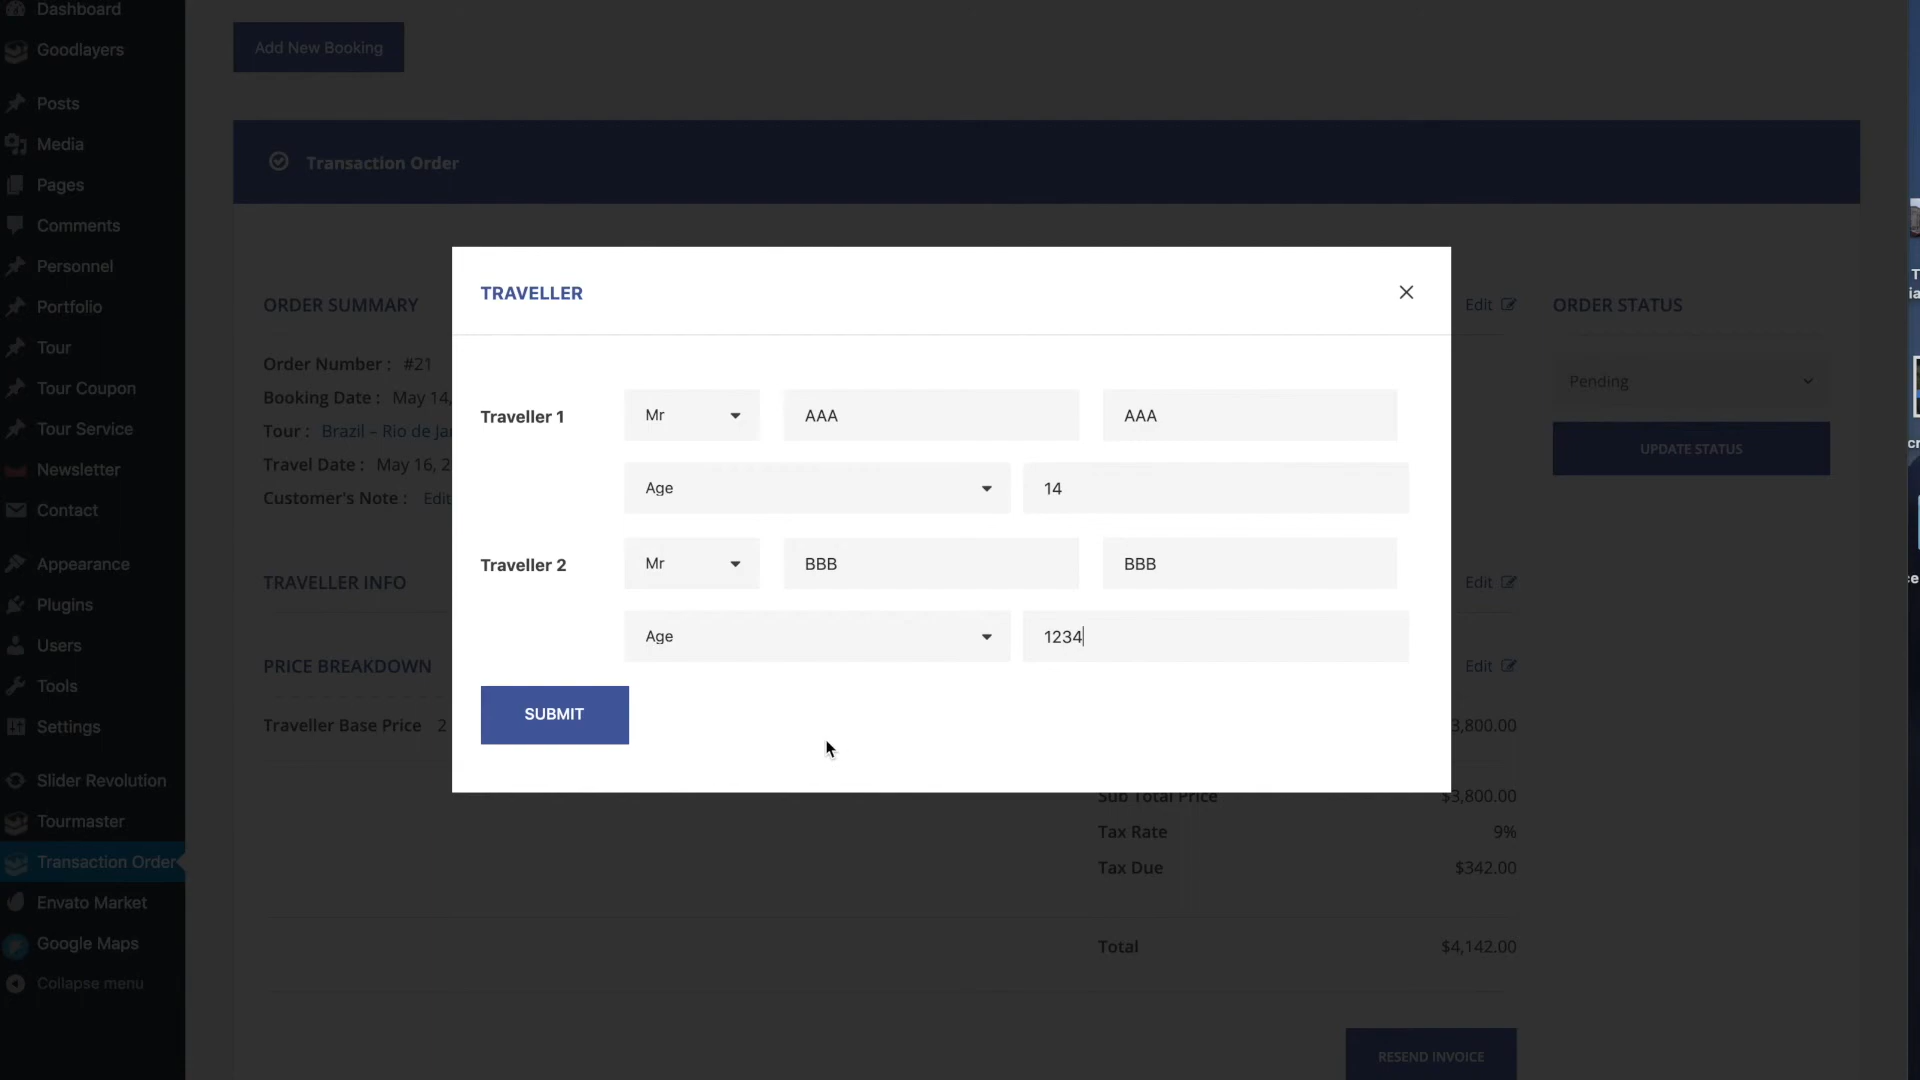 Dashboard
Goodlayers
Posts
Media
Pages
Comments
Personnel
Portfolio
Tour
Tour Coupon
Tour Service
Newsletter
Contact
Appearance
Plugins
Users
Tools
Settings
Slider Revolution
Tourmaster
Transaction Order
Envato Market
Google Maps
Collapse menu
Add New Booking
Transaction Order
ORDER SUMMARY
Edit
Order Number : #21
Booking Date : May 14,
Tour : Brazil – Rio de Ja
Travel Date : May 16, 2
Customer's Note : Edit
ORDER STATUS
Pending
UPDATE STATUS
TRAVELLER
Traveller 1
Mr
AAA
AAA
Age
14
Traveller 2
Mr
BBB
BBB
Age
1234
SUBMIT
TRAVELLER INFO
Edit
PRICE BREAKDOWN
Edit
Traveller Base Price 2
3,800.00
Sub Total Price $3,800.00
Tax Rate 9%
Tax Due $342.00
Total $4,142.00
RESEND INVOICE